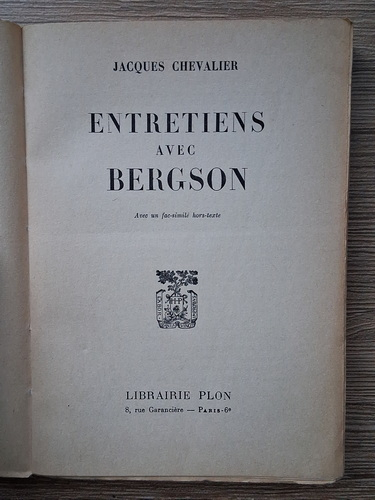 JACQUES CHEVALIER
ENTRETIENS
AVEC
BERGSON
Avec un fac-similé hors-texte
LIBRAIRIE PLON
8, rue Garancière — PARIS-6e